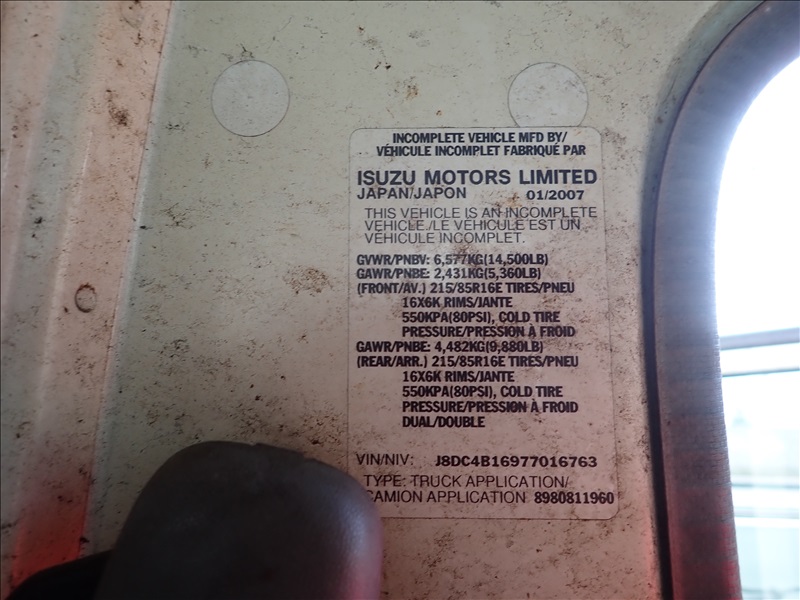 INCOMPLETE VEHICLE MFD BY/
VÉHICULE INCOMPLET FABRIQUÉ PAR
ISUZU MOTORS LIMITED
JAPAN/JAPON 01/2007
THIS VEHICLE IS AN INCOMPLETE
VEHICLE./LE VÉHICULE EST UN
VÉHICULE INCOMPLET.
GVWR/PNBV: 6,577KG(14,500LB)
GAWR/PNBE: 2,431KG(5,360LB)
(FRONT/AV.) 215/85R16E TIRES/PNEU
16X6K RIMS/JANTE
550KPA(80PSI), COLD TIRE
PRESSURE/PRESSION À FROID
GAWR/PNBE: 4,482KG(9,880LB)
(REAR/ARR.) 215/85R16E TIRES/PNEU
16X6K RIMS/JANTE
550KPA(80PSI), COLD TIRE
PRESSURE/PRESSION À FROID
DUAL/DOUBLE
VIN/NIV: J8DC4B16977016763
TYPE: TRUCK APPLICATION/
CAMION APPLICATION 8980811960